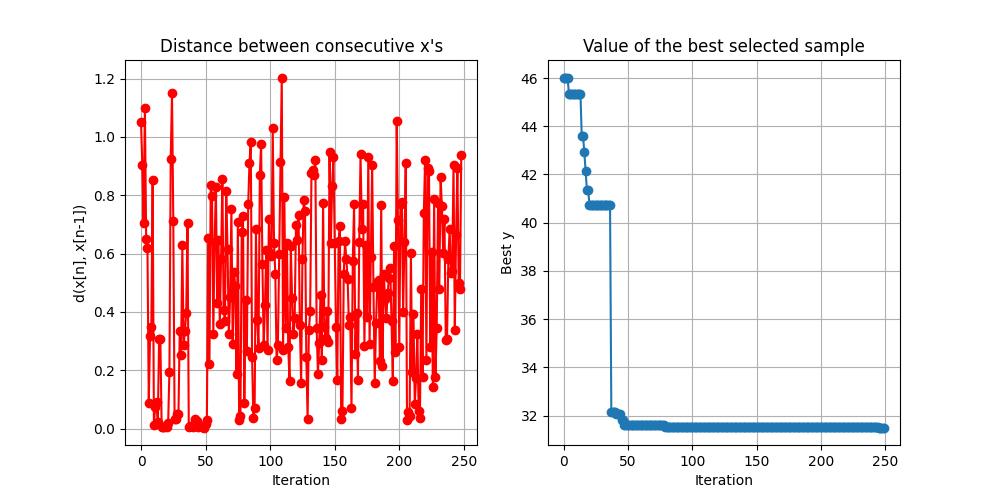 Distance between consecutive x's
d(x[n], x[n-1])
1.2
1.0
0.8
0.6
0.4
0.2
0.0
0 50 100 150 200 250
Iteration
Value of the best selected sample
Best y
46
44
42
40
38
36
34
32
0 50 100 150 200 250
Iteration